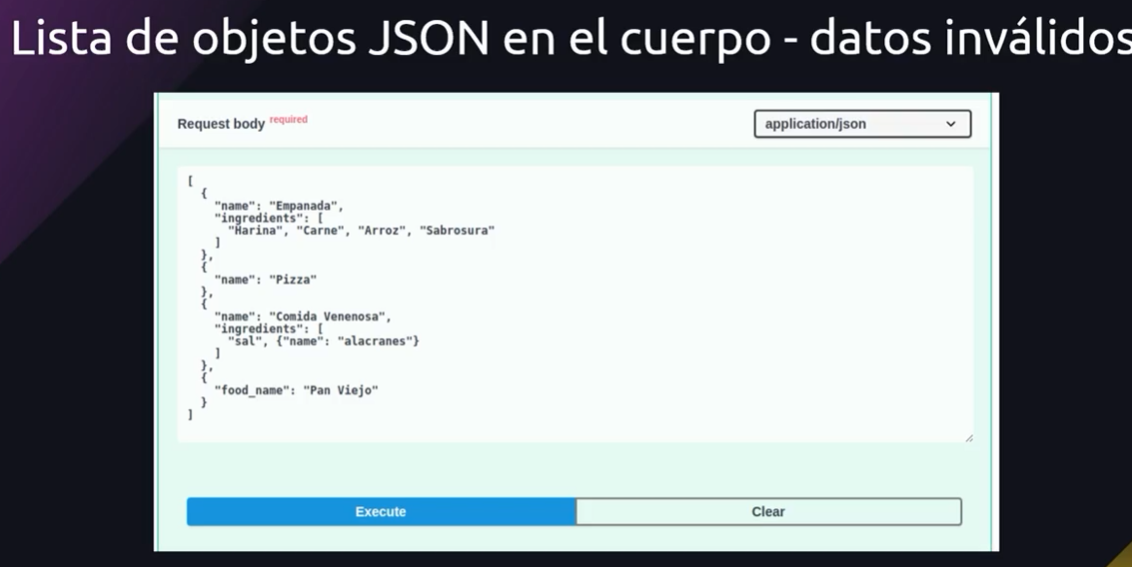 Lista de objetos JSON en el cuerpo - datos inválidos
Request body required
application/json
[
{
"name": "Empanada",
"ingredients": [
"Harina", "Carne", "Arroz", "Sabrosura"
]
},
{
"name": "Pizza"
},
{
"name": "Comida Venenosa",
"ingredients": [
"sal", {"name": "alacranes"}
]
},
{
"food_name": "Pan Viejo"
}
]
Execute
Clear